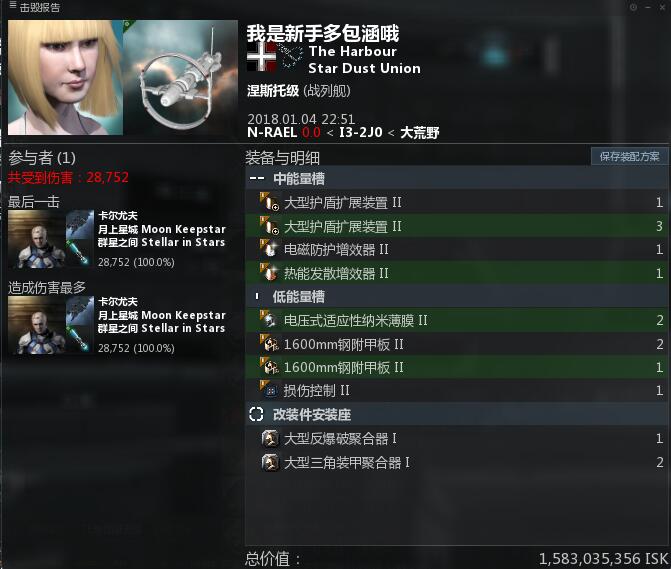 击毁报告
我是新手多包涵哦
The Harbour
Star Dust Union
涅斯托级 (战列舰)
2018.01.04 22:51
N-RAEL 0.0 < I3-2J0 < 大荒野
参与者 (1)
共受到伤害：28,752
最后一击
卡尔尤夫
月上星城 Moon Keepstar
群星之间 Stellar in Stars
28,752 (100.0%)
造成伤害最多
卡尔尤夫
月上星城 Moon Keepstar
群星之间 Stellar in Stars
28,752 (100.0%)
装备与明细
保存装配方案
中能量槽
大型护盾扩展装置 II 1
大型护盾扩展装置 II 3
电磁防护增效器 II 1
热能发散增效器 II 1
低能量槽
电压式适应性纳米薄膜 II 2
1600mm钢附甲板 II 2
1600mm钢附甲板 II 1
损伤控制 II 1
改装件安装座
大型反爆破聚合器 I 1
大型三角装甲聚合器 I 2
总价值： 1,583,035,356 ISK